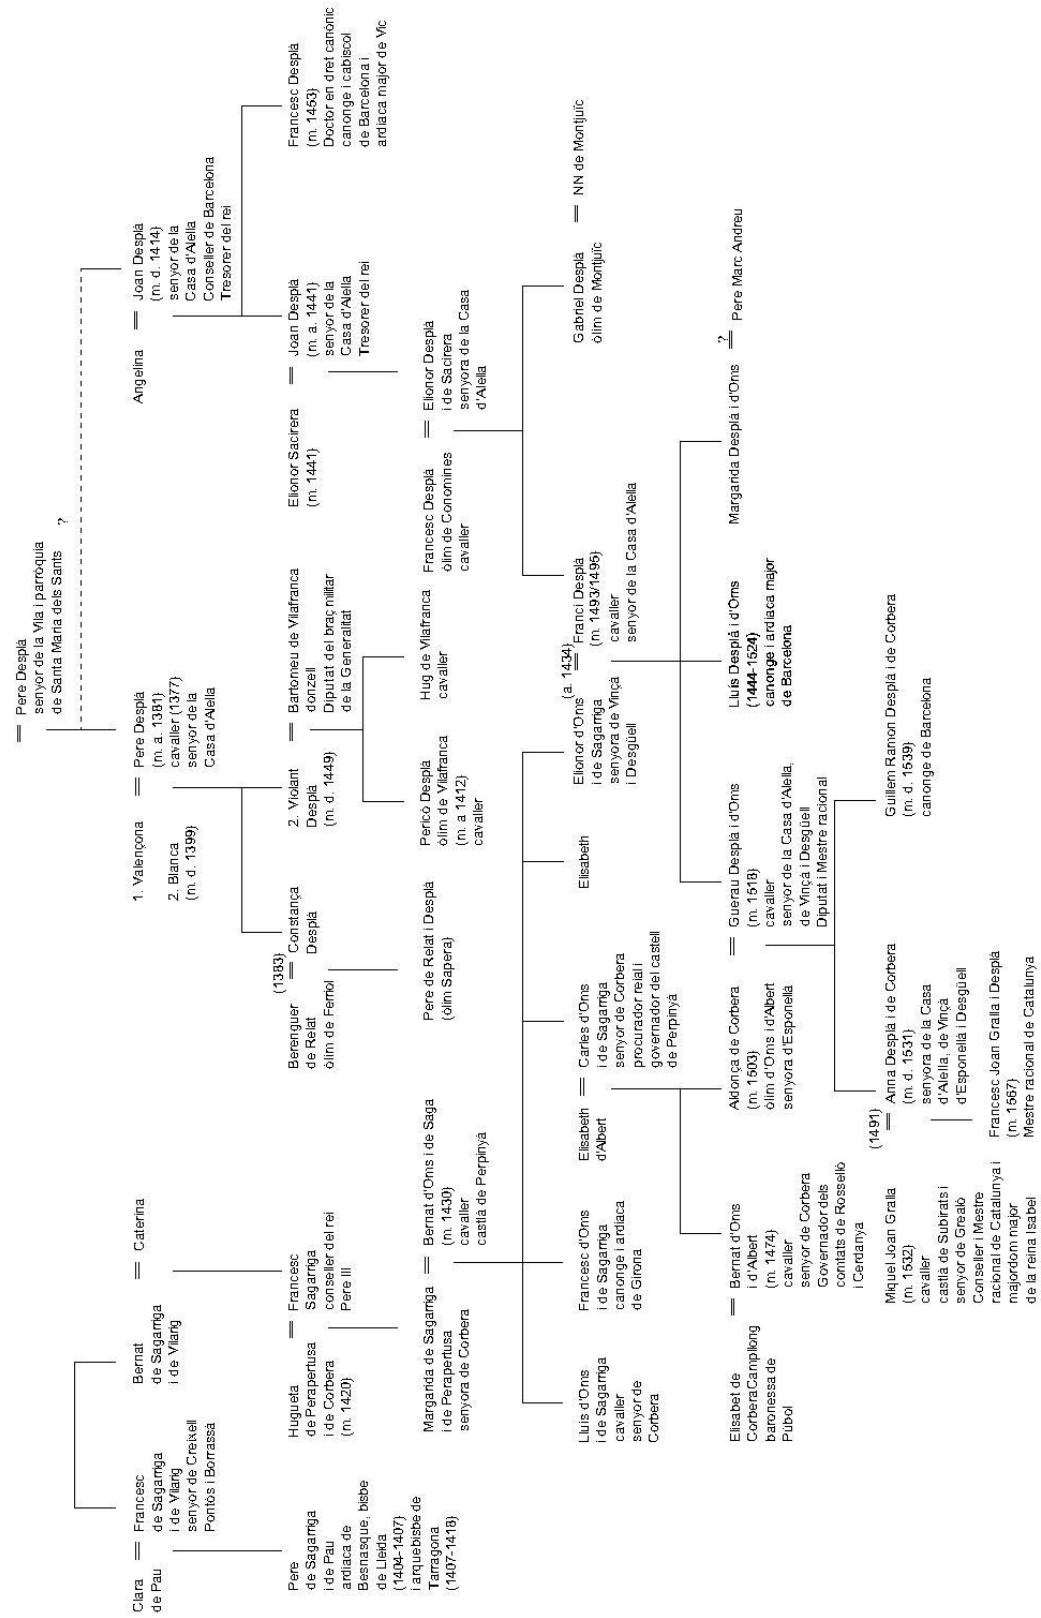 Pere Desplà
senyor de la Vila i parròquia
de Santa Maria dels Sants
?
Clara
de Pau
Francesc
de Sagarriga
i de Vilarig
senyor de Creixell
Pontós i Borrassà
Bernat
de Sagarriga
i de Vilarig
Caterina
1. Valençona
2. Blanca
(m. d. 1399)
Pere Desplà
(m. a. 1381)
cavaller (1377)
senyor de la
Casa d'Alella
Angelina
Joan Desplà
(m. d. 1414)
senyor de la
Casa d'Alella
Conseller de Barcelona
Tresorer del rei
Pere
de Sagarriga
i de Pau
ardiaca de
Besnasque, bisbe
de Lleida
(1404-1407)
i arquebisbe de
Tarragona
(1407-1418)
Hugueta
de Perapertusa
i de Corbera
(m. 1420)
Francesc
Sagarriga
conseller del rei
Pere III
Berenguer
de Relat
òlim de Ferriol
(1383)
Constança
Desplà
2. Violant
Desplà
(m. d. 1449)
Bartomeu de Vilafranca
donzell
Diputat del braç militar
de la Generalitat
Elionor Sacirera
(m. 1441)
Joan Desplà
(m. a. 1441)
senyor de la
Casa d'Alella
Tresorer del rei
Francesc Desplà
(m. 1453)
Doctor en dret canònic
canonge i cabiscol
de Barcelona i
ardiaca major de Vic
Margarida de Sagarriga
i de Perapertusa
senyora de Corbera
Bernat d'Oms i de Saga
(m. 1430)
cavaller
castlà de Perpinyà
Pere de Relat i Desplà
(òlim Sapera)
Pericó Desplà
òlim de Vilafranca
(m. a 1412)
cavaller
Hug de Vilafranca
cavaller
Francesc Desplà
òlim de Conomines
cavaller
Elionor Desplà
i de Sacirera
senyora de la Casa
d'Alella
Lluís d'Oms
i de Sagarriga
cavaller
senyor de
Corbera
Francesc d'Oms
i de Sagarriga
canonge i ardiaca
de Girona
Elisabeth
d'Albert
Carles d'Oms
i de Sagarriga
senyor de Corbera
procurador reial i
governador del castell
de Perpinyà
Elisabeth
Elionor d'Oms
i de Sagarriga
senyora de Vinçà
i Desgüell
(a. 1434)
Franci Desplà
(m. 1493/1495)
cavaller
senyor de la Casa d'Alella
Gabriel Desplà
òlim de Montjuïc
NN de Montjuïc
Elisabet de
CorberaCampllong
baronessa de
Púbol
Bernat d'Oms
i d'Albert
(m. 1474)
cavaller
senyor de Corbera
Governador dels
comtats de Rosselló
i Cerdanya
Aldonça de Corbera
(m. 1503)
òlim d'Oms i d'Albert
senyora d'Esponellà
Guerau Desplà i d'Oms
(m. 1518)
cavaller
senyor de la Casa d'Alella,
de Vinçà i Desgüell
Diputat i Mestre racional
Lluís Desplà i d'Oms
(1444-1524)
canonge i ardiaca major
de Barcelona
Margarida Desplà i d'Oms
?
Pere Marc Andreu
Miquel Joan Gralla
(m. 1532)
cavaller
castlà de Subirats i
senyor de Grealó
Conseller i Mestre
racional de Catalunya i
majordom major
de la reina Isabel
(1491)
Anna Desplà i de Corbera
(m. d. 1531)
senyora de la Casa
d'Alella, de Vinçà
d'Esponellà i Desgüell
Guillem Ramon Desplà i de Corbera
(m. d. 1539)
canonge de Barcelona
Francesc Joan Gralla i Desplà
(m. 1567)
Mestre racional de Catalunya